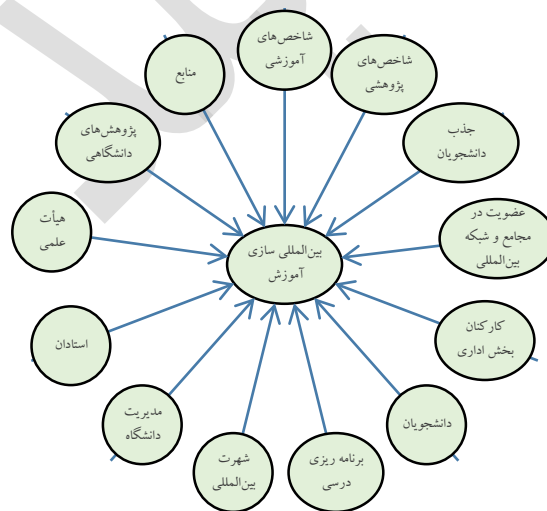 شاخص‌های
آموزشی
شاخص‌های
پژوهشی
جذب
دانشجویان
عضویت در
مجامع و شبکه
بین‌المللی
کارکنان
بخش اداری
دانشجویان
برنامه ریزی
درسی
شهرت
بین‌المللی
مدیریت
دانشگاه
استادان
هیأت
علمی
پژوهش‌های
دانشگاهی
منابع
بین‌المللی سازی
آموزش